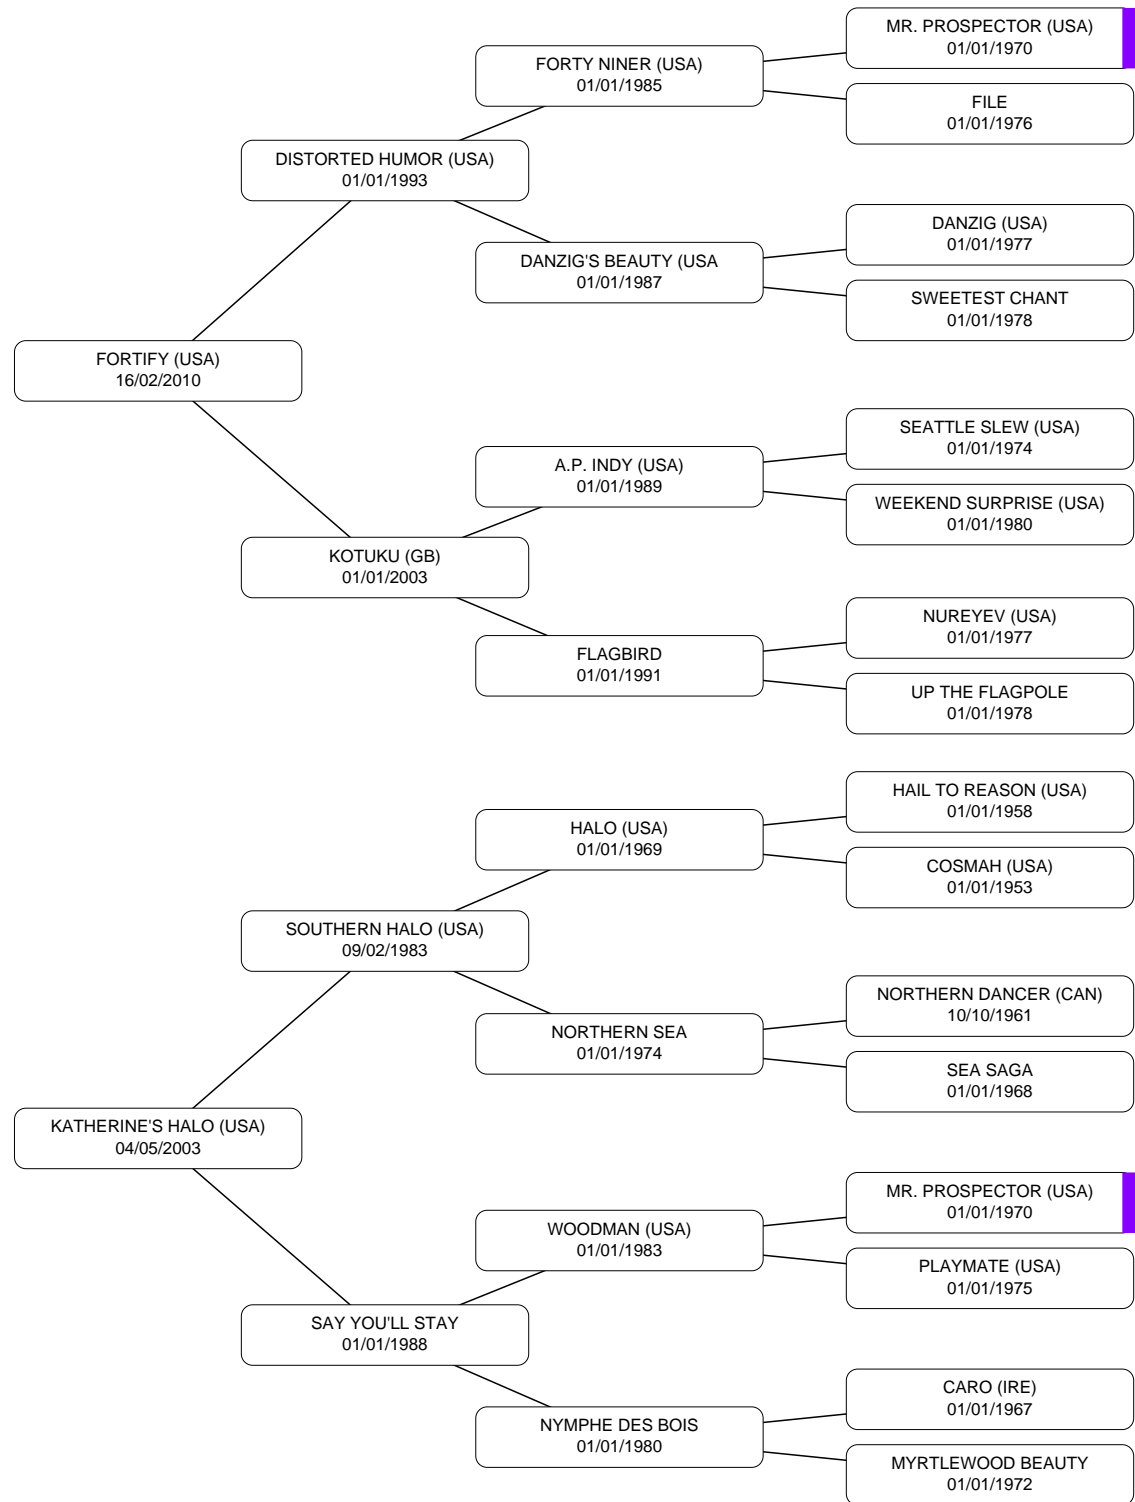 MR. PROSPECTOR (USA)
01/01/1970
FORTY NINER (USA)
01/01/1985
FILE
01/01/1976
DISTORTED HUMOR (USA)
01/01/1993
DANZIG (USA)
01/01/1977
DANZIG'S BEAUTY (USA
01/01/1987
SWEETEST CHANT
01/01/1978
FORTIFY (USA)
16/02/2010
SEATTLE SLEW (USA)
01/01/1974
A.P. INDY (USA)
01/01/1989
WEEKEND SURPRISE (USA)
01/01/1980
KOTUKU (GB)
01/01/2003
NUREYEV (USA)
01/01/1977
FLAGBIRD
01/01/1991
UP THE FLAGPOLE
01/01/1978
HAIL TO REASON (USA)
01/01/1958
HALO (USA)
01/01/1969
COSMAH (USA)
01/01/1953
SOUTHERN HALO (USA)
09/02/1983
NORTHERN DANCER (CAN)
10/10/1961
NORTHERN SEA
01/01/1974
SEA SAGA
01/01/1968
KATHERINE'S HALO (USA)
04/05/2003
MR. PROSPECTOR (USA)
01/01/1970
WOODMAN (USA)
01/01/1983
PLAYMATE (USA)
01/01/1975
SAY YOU'LL STAY
01/01/1988
CARO (IRE)
01/01/1967
NYMPHE DES BOIS
01/01/1980
MYRTLEWOOD BEAUTY
01/01/1972